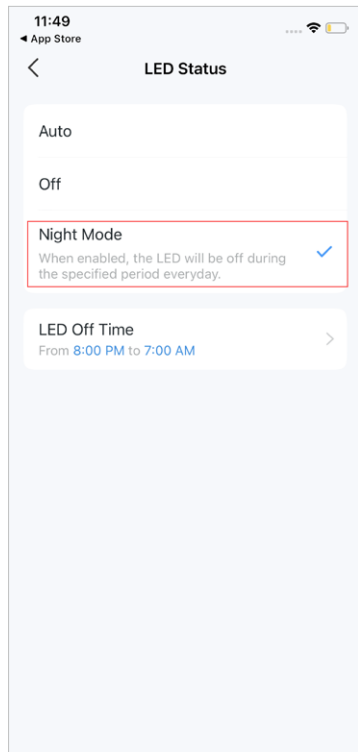 11:49
◀ App Store
LED Status
Auto
Off
Night Mode
When enabled, the LED will be off during
the specified period everyday.
LED Off Time
From 8:00 PM to 7:00 AM